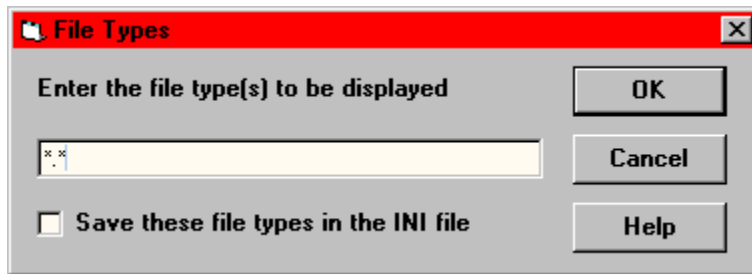 File Types
Enter the file type(s) to be displayed
OK
*.*
Cancel
Save these file types in the INI file
Help